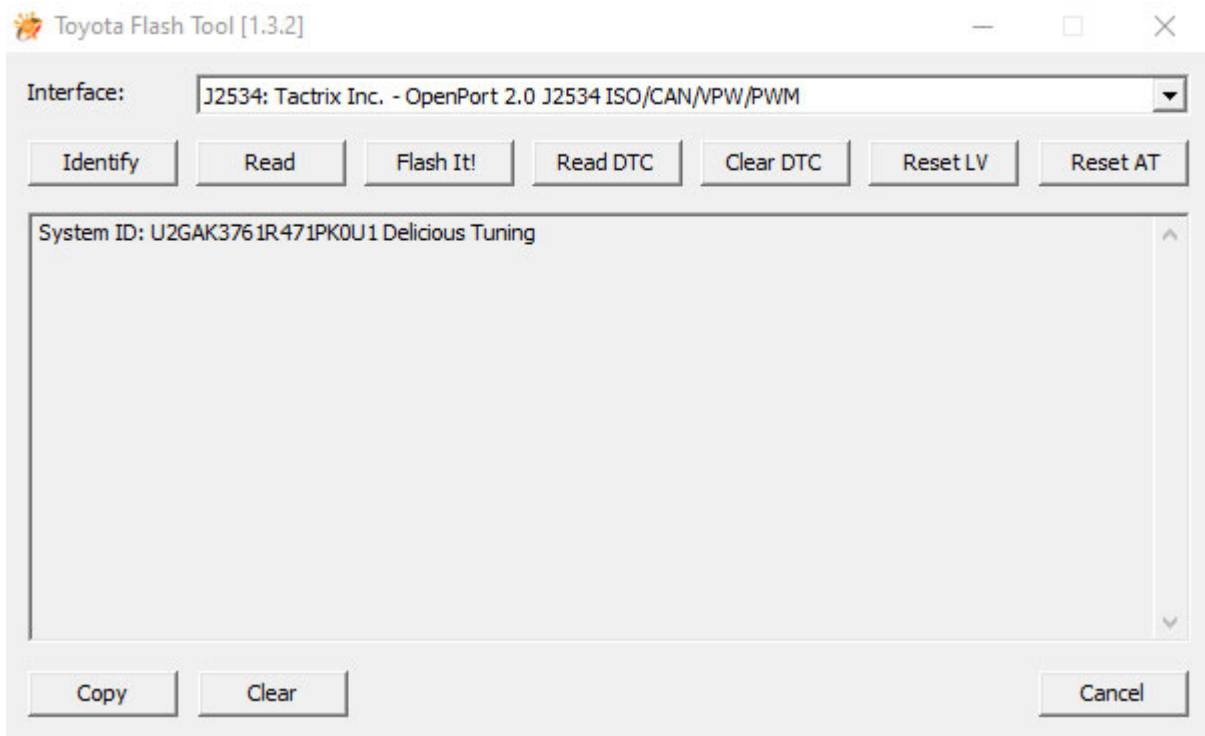 Toyota Flash Tool [1.3.2]
Interface: J2534: Tactrix Inc. - OpenPort 2.0 J2534 ISO/CAN/VPW/PWM
Identify Read Flash It! Read DTC Clear DTC Reset LV Reset AT
System ID: U2GAK3761R471PK0U1 Delicious Tuning
Copy Clear Cancel